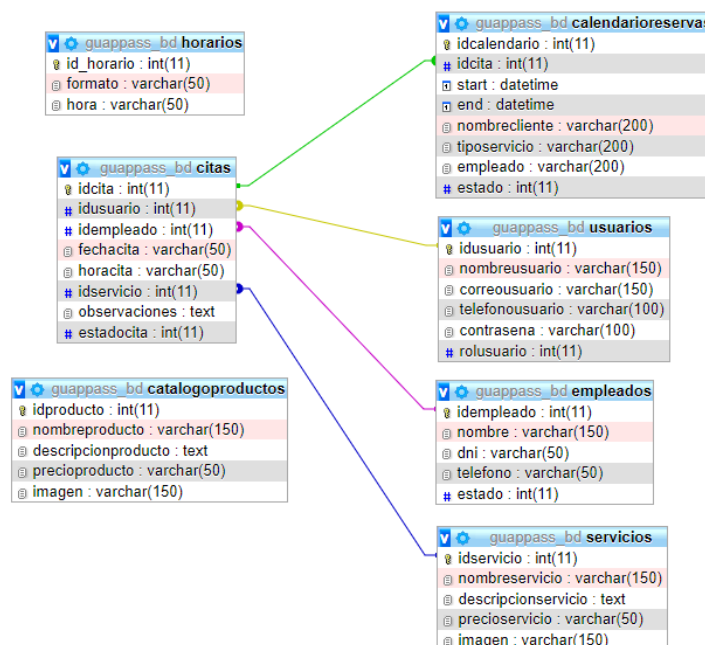 guappass_bd horarios
id_horario : int(11)
formato : varchar(50)
hora : varchar(50)
guappass_bd citas
idcita : int(11)
idusuario : int(11)
idempleado : int(11)
fechacita : varchar(50)
horacita : varchar(50)
idservicio : int(11)
observaciones : text
estadocita : int(11)
guappass_bd catalogoproductos
idproducto : int(11)
nombreproducto : varchar(150)
descripcionproducto : text
precioproducto : varchar(50)
imagen : varchar(150)
guappass_bd calendarioreservas
idcalendario : int(11)
idcita : int(11)
start : datetime
end : datetime
nombrecliente : varchar(200)
tiposervicio : varchar(200)
empleado : varchar(200)
estado : int(11)
guappass_bd usuarios
idusuario : int(11)
nombreusuario : varchar(150)
correousuario : varchar(150)
telefonousuario : varchar(100)
contrasena : varchar(100)
rolusuario : int(11)
guappass_bd empleados
idempleado : int(11)
nombre : varchar(150)
dni : varchar(50)
telefono : varchar(50)
estado : int(11)
guappass_bd servicios
idservicio : int(11)
nombreservicio : varchar(150)
descripcionservicio : text
precioservicio : varchar(50)
imagen : varchar(150)